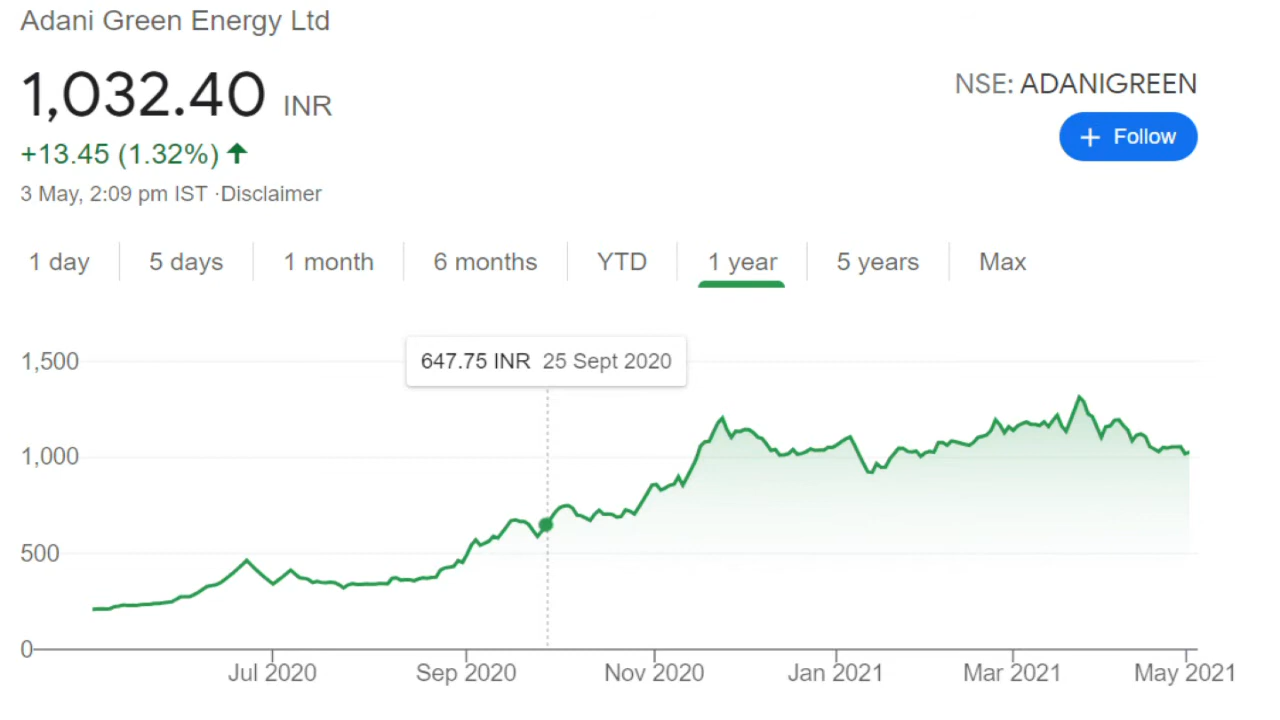 Adani Green Energy Ltd
1,032.40 INR
NSE: ADANIGREEN
+13.45 (1.32%)
+ Follow
3 May, 2:09 pm IST ·Disclaimer
1 day 5 days 1 month 6 months YTD 1 year 5 years Max
647.75 INR 25 Sept 2020
1,500
1,000
500
0
Jul 2020 Sep 2020 Nov 2020 Jan 2021 Mar 2021 May 2021